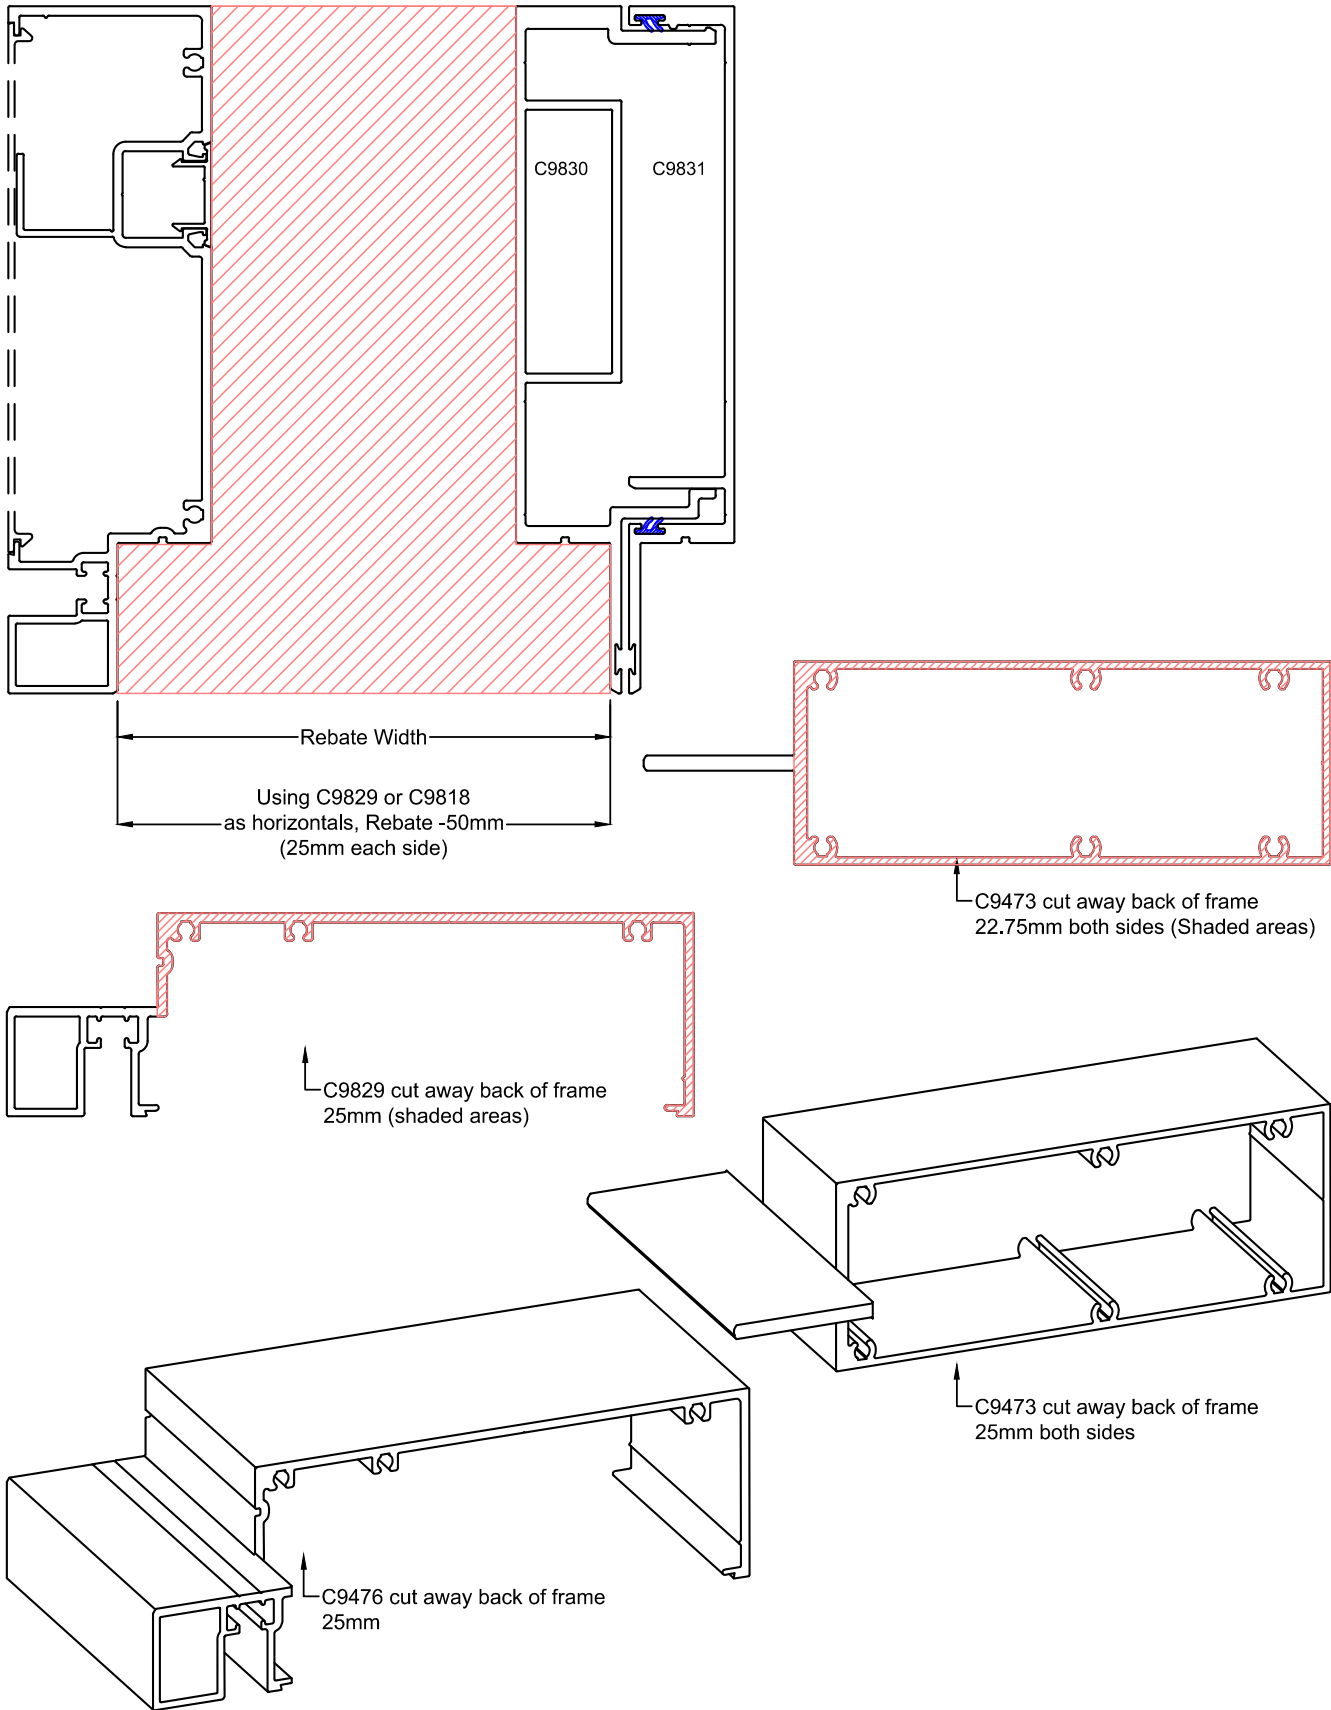 C9830
C9831
Rebate Width
Using C9829 or C9818
as horizontals, Rebate -50mm
(25mm each side)
C9473 cut away back of frame
22.75mm both sides (Shaded areas)
C9829 cut away back of frame
25mm (shaded areas)
C9473 cut away back of frame
25mm both sides
C9476 cut away back of frame
25mm